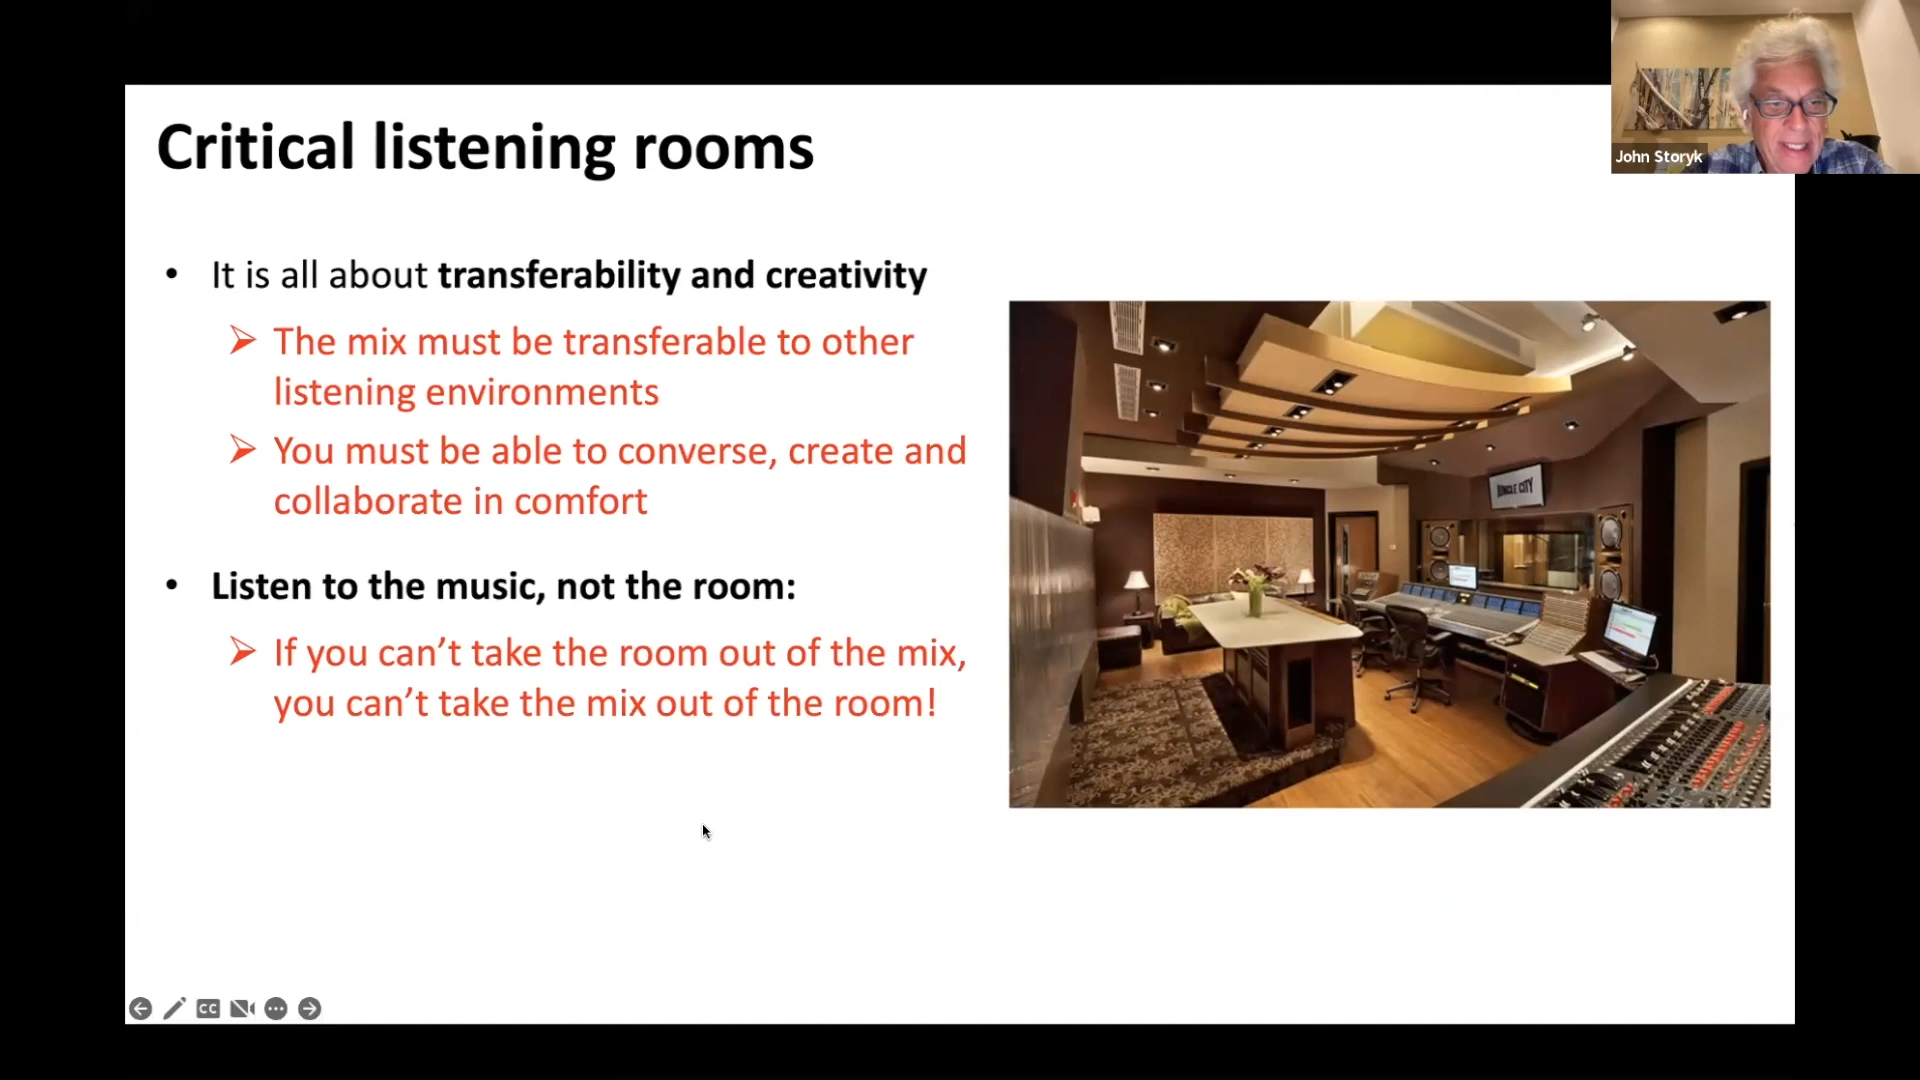 John Storyk
Critical listening rooms
• It is all about transferability and creativity
➢ The mix must be transferable to other
listening environments
➢ You must be able to converse, create and
collaborate in comfort
• Listen to the music, not the room:
➢ If you can’t take the room out of the mix,
you can’t take the mix out of the room!
JUNGLE CITY
CC